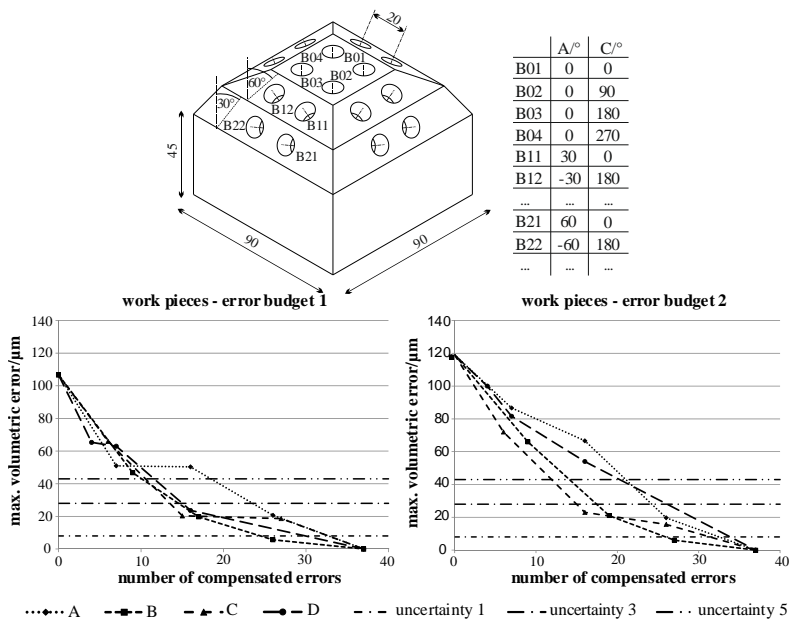 20
B04
B01
B03
B02
60°
30°
B12
B11
B22
B21
45
90
90
A/° C/°
B01 0 0
B02 0 90
B03 0 180
B04 0 270
B11 30 0
B12 -30 180
... ... ...
B21 60 0
B22 -60 180
... ... ...
work pieces - error budget 1
max. volumetric error/µm
140
120
100
80
60
40
20
0
0 10 20 30 40
number of compensated errors
work pieces - error budget 2
max. volumetric error/µm
140
120
100
80
60
40
20
0
0 10 20 30 40
number of compensated errors
A B C D uncertainty 1 uncertainty 3 uncertainty 5